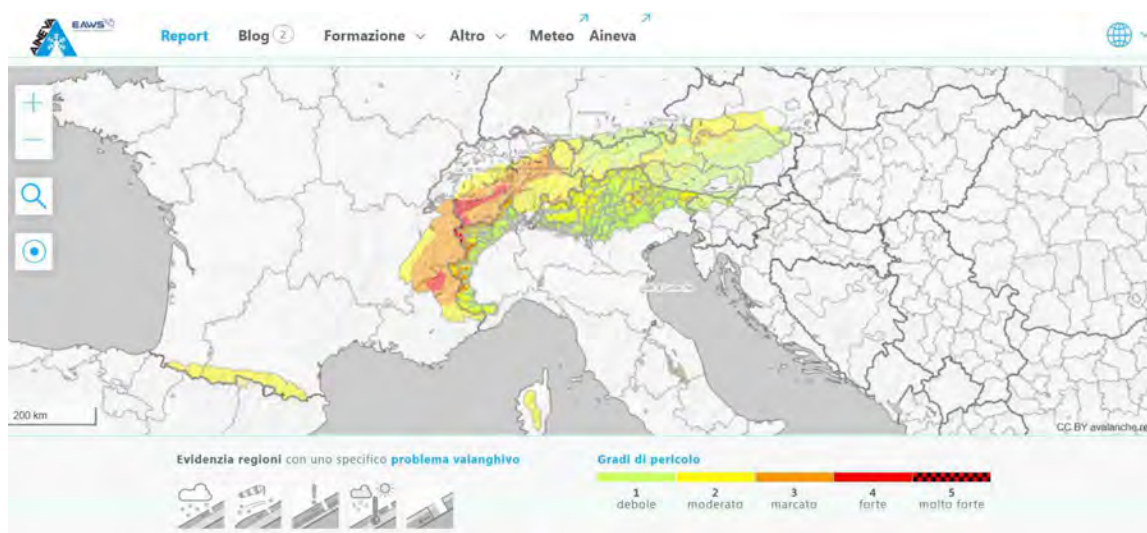 AINEVA
EAWS
Report Blog 2 Formazione Altro Meteo Aineva
+
−
200 km
CC BY avalanche.re
Evidenzia regioni con uno specifico problema valanghivo
Gradi di pericolo
1 2 3 4 5
debole moderato marcato forte molto forte